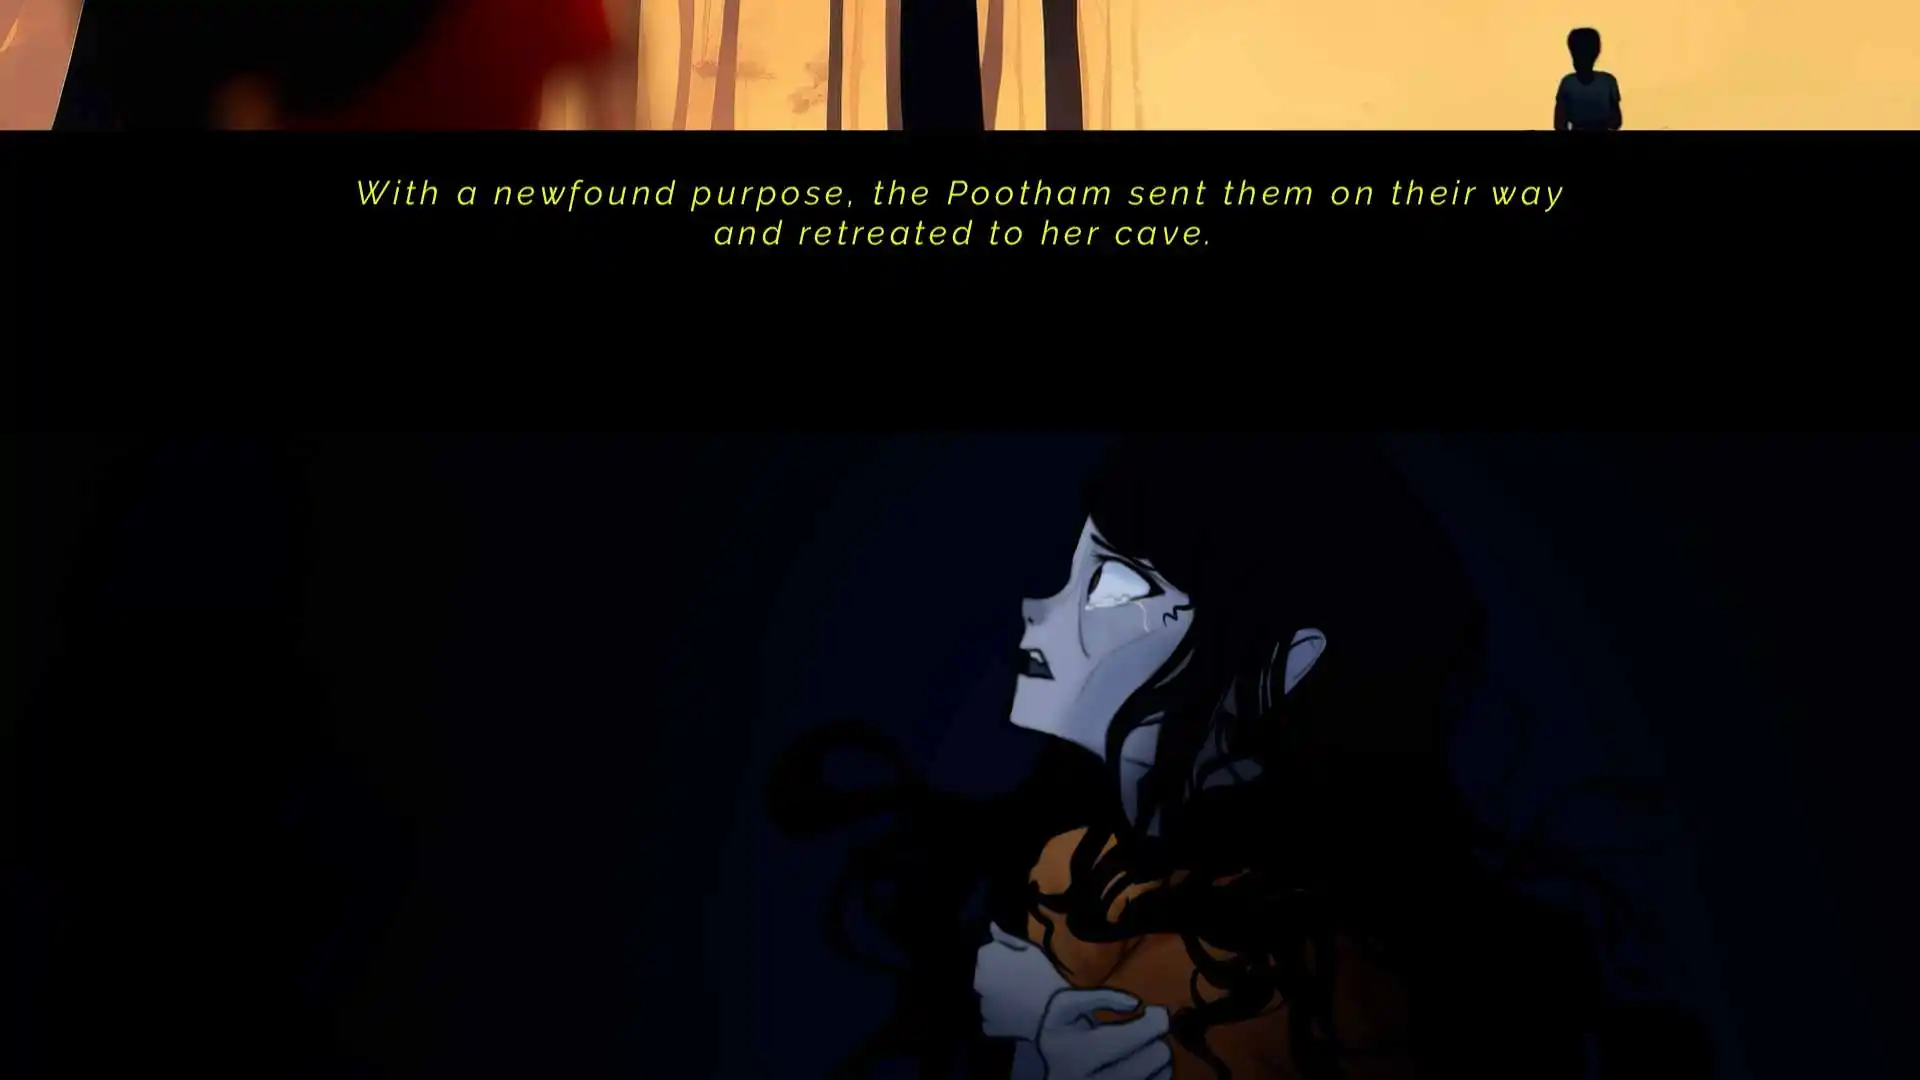 With a newfound purpose, the Pootham sent them on their way
and retreated to her cave.